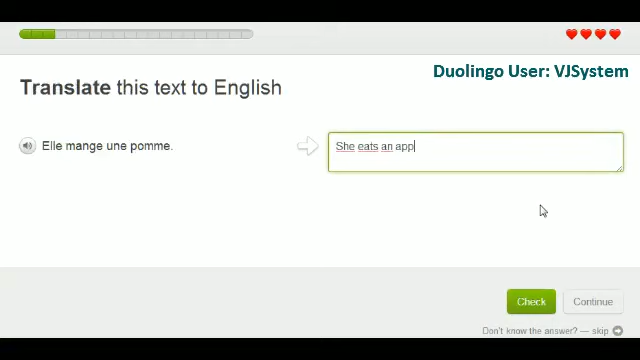 Duolingo User: VJSystem
Translate this text to English
Elle mange une pomme.
She eats an app
Check
Continue
Don't know the answer? — skip